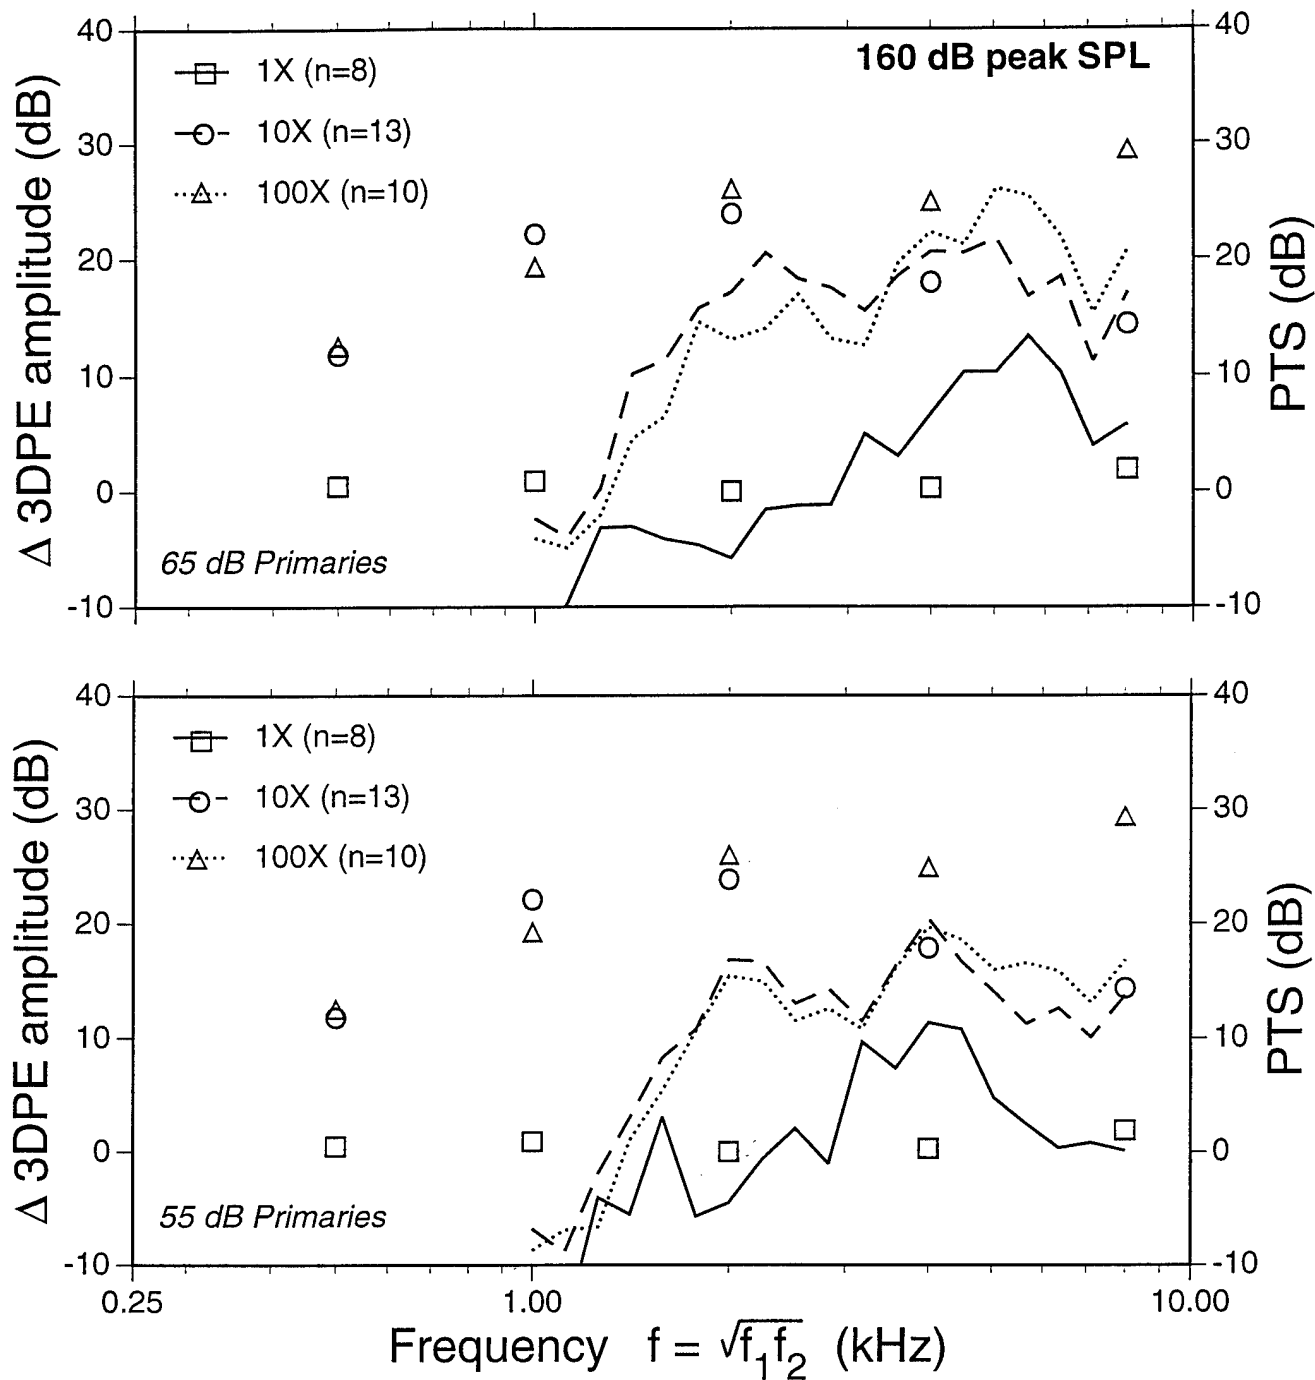 160 dB peak SPL
1X (n=8)
10X (n=13)
100X (n=10)
65 dB Primaries
40
30
20
10
0
-10
Δ 3DPE amplitude (dB)
40
30
20
10
0
-10
PTS (dB)
1X (n=8)
10X (n=13)
100X (n=10)
55 dB Primaries
40
30
20
10
0
-10
Δ 3DPE amplitude (dB)
40
30
20
10
0
-10
PTS (dB)
0.25 1.00 10.00
Frequency f = √f₁f₂ (kHz)